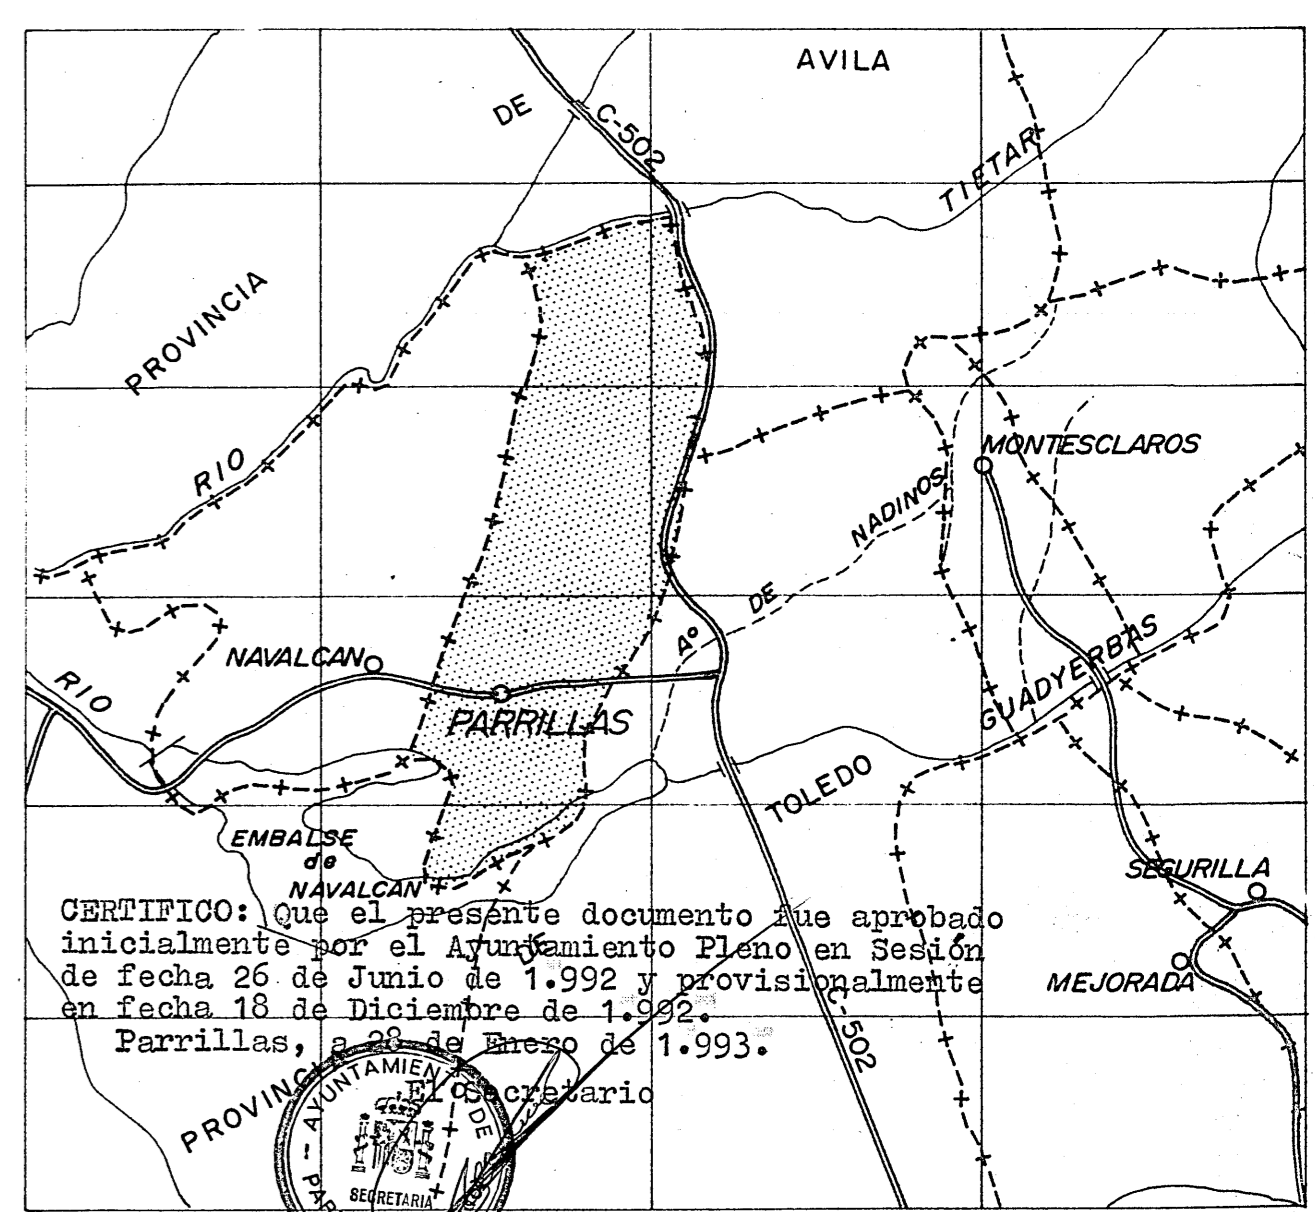 AVILA
DE
C-502
TIETAR
PROVINCIA
RIO
MONTESCLAROS
NADINOS
DE
Aº
NAVALCAN
RIO
PARRILLAS
GUADYERBAS
TOLEDO
EMBALSE
de
NAVALCAN
SEGURILLA
MEJORADA
CERTIFICO: Que el presente documento fue aprobado
inicialmente por el Ayuntamiento Pleno en Sesión
de fecha 26 de Junio de 1.992 y provisionalmente
en fecha 18 de Diciembre de 1.992.
Parrillas, a 28 de Enero de 1.993.
El Secretario
DE
C-502
PROVINCIA
AYUNTAMIEN DE
PAR
SECRETARIA